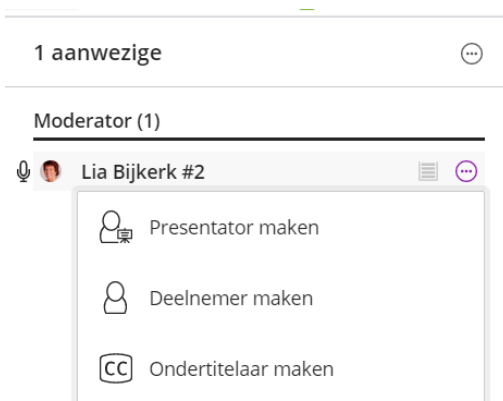 1 aanwezige
Moderator (1)
Lia Bijkerk #2
Presentator maken
Deelnemer maken
CC Ondertitelaar maken